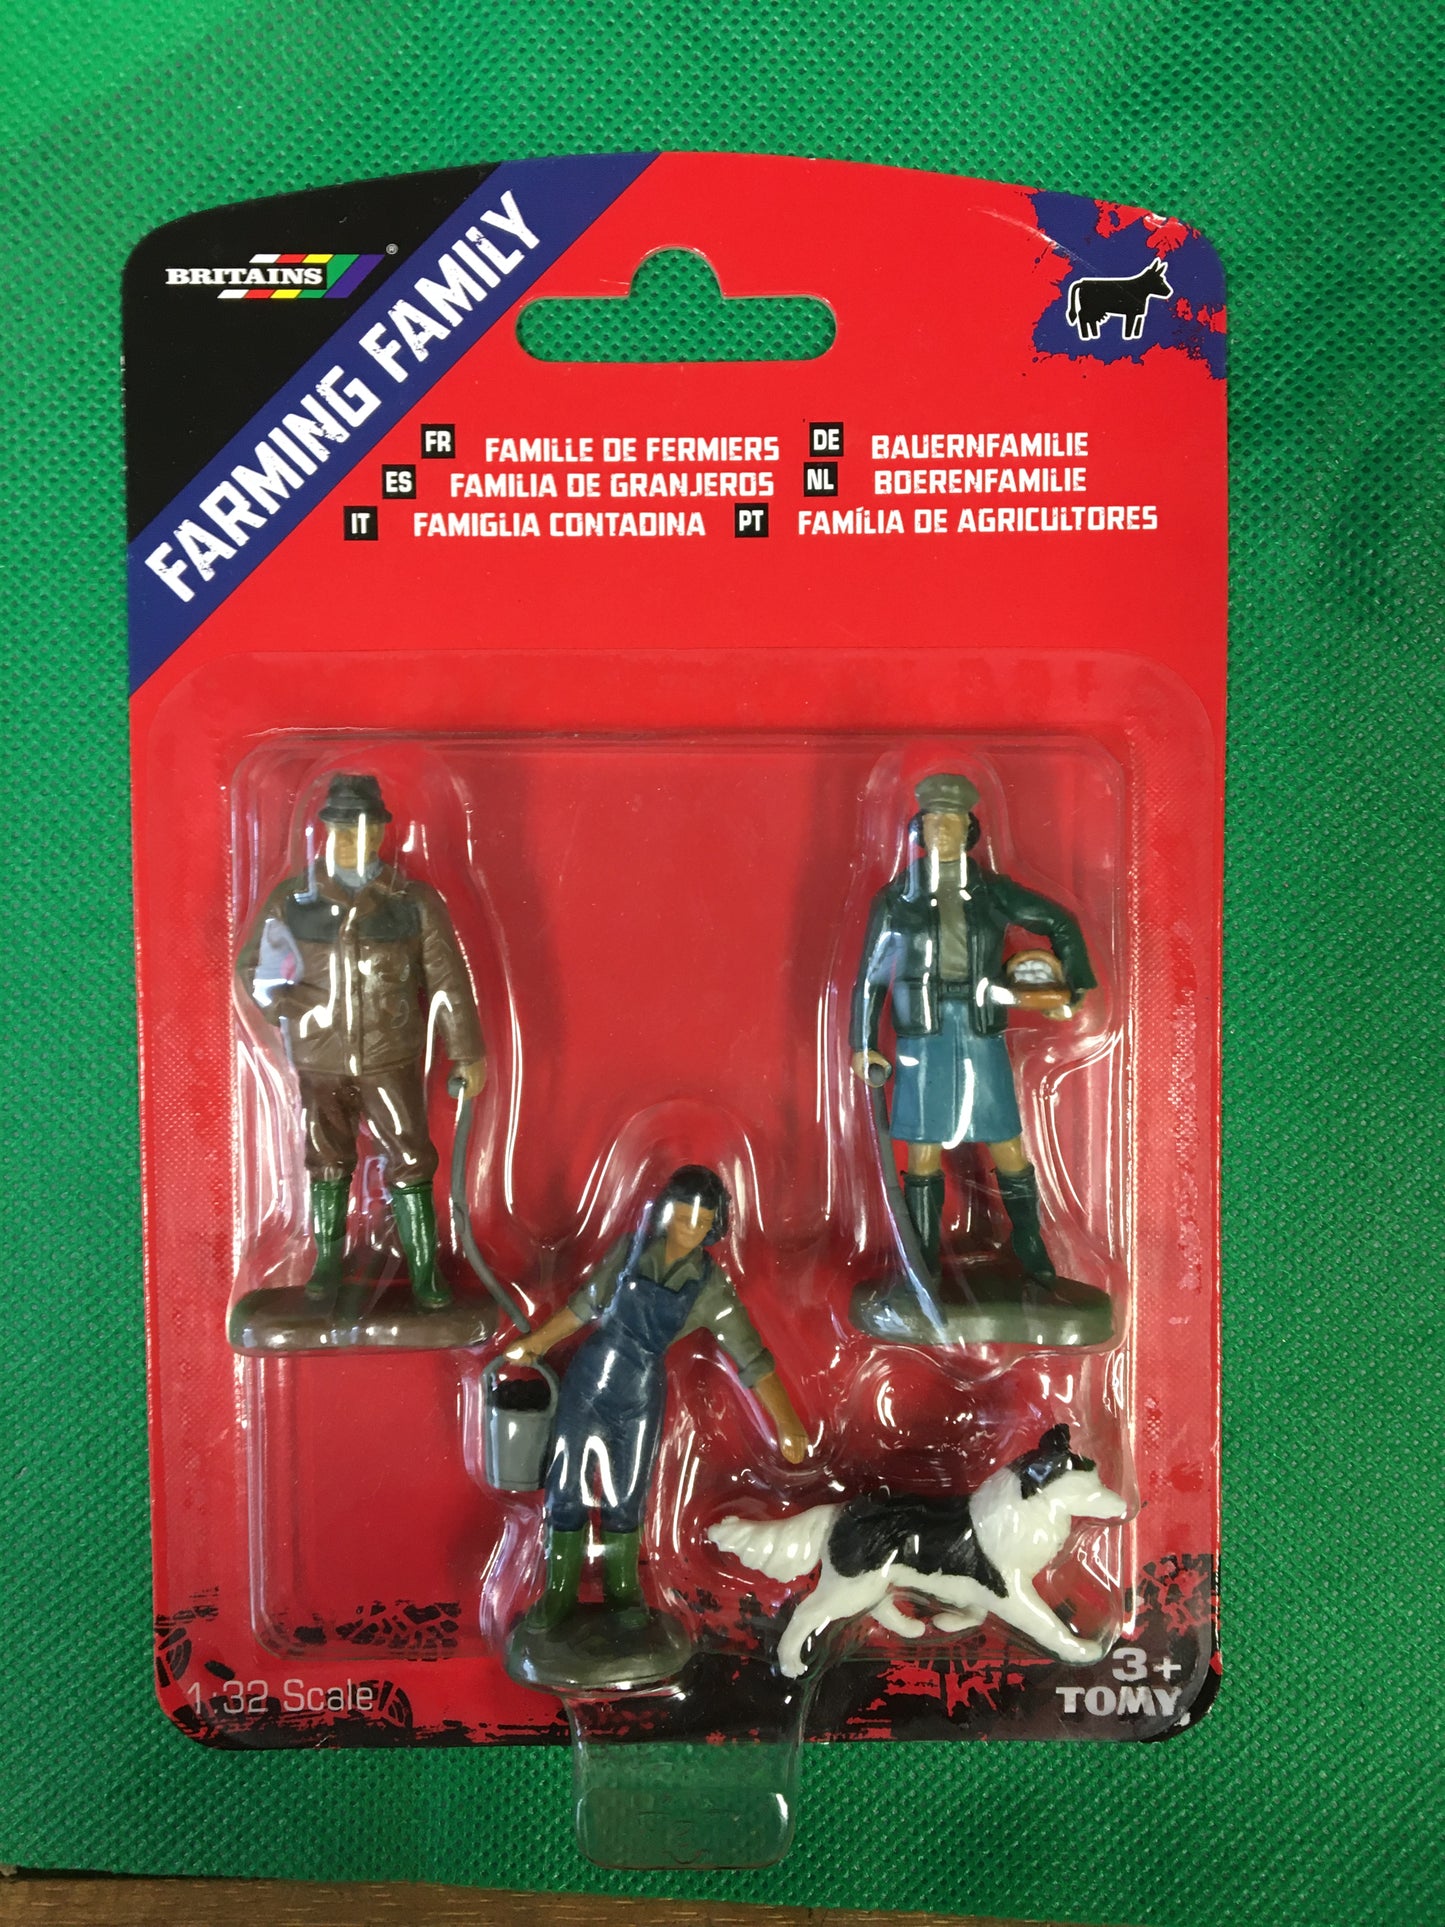 BRITAINS ®
FARMING FAMILY
FR FAMILLE DE FERMIERS DE BAUERNFAMILIE
ES FAMILIA DE GRANJEROS NL BOERENFAMILIE
IT FAMIGLIA CONTADINA PT FAMÍLIA DE AGRICULTORES
1:32 Scale
3+
TOMY